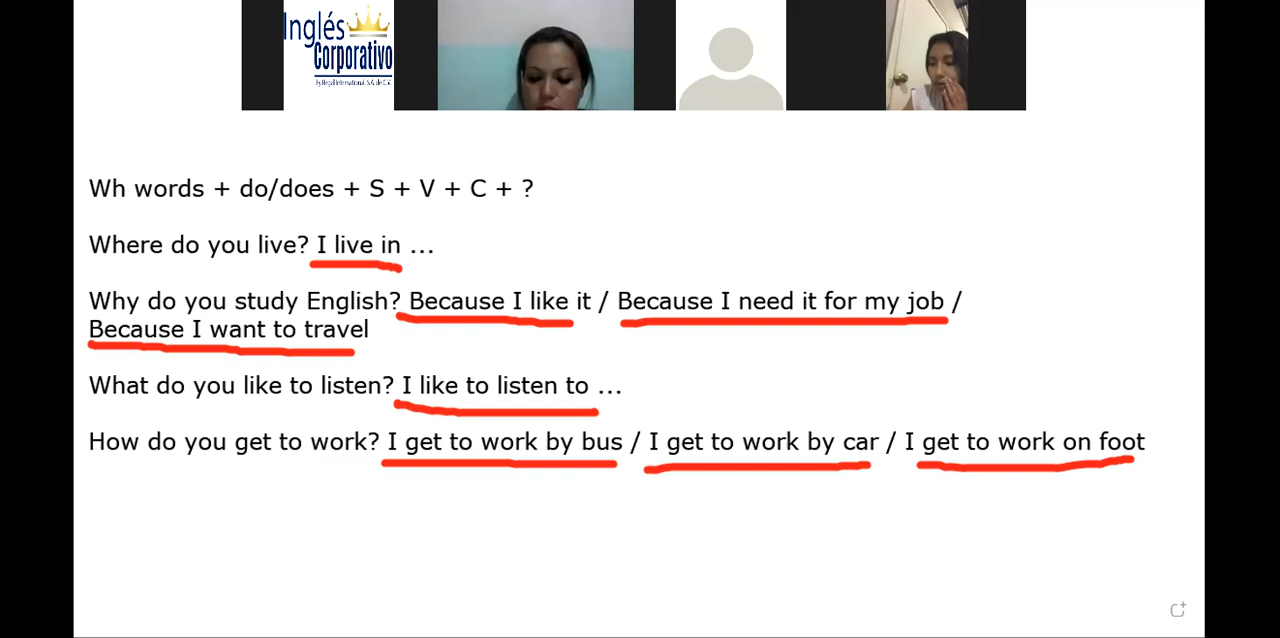 Inglés
Corporativo
Wh words + do/does + S + V + C + ?
Where do you live? I live in ...
Why do you study English? Because I like it / Because I need it for my job /
Because I want to travel
What do you like to listen? I like to listen to ...
How do you get to work? I get to work by bus / I get to work by car / I get to work on foot